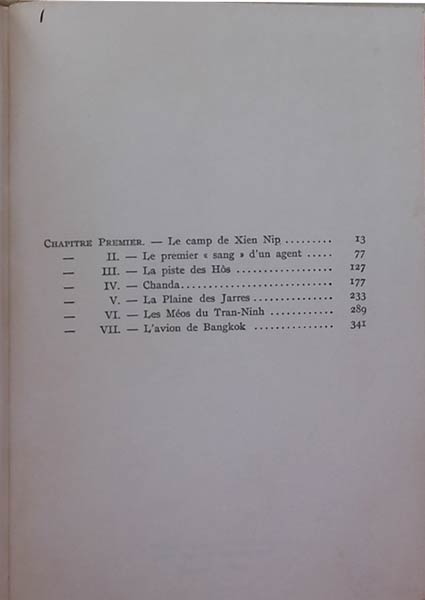 CHAPITRE PREMIER. — Le camp de Xien Nip ......... 13
— II. — Le premier « sang » d'un agent ..... 77
— III. — La piste des Hôs .................. 127
— IV. — Chanda............................ 177
— V. — La Plaine des Jarres .............. 233
— VI. — Les Méos du Tran-Ninh ............ 289
— VII. — L'avion de Bangkok .............. 341